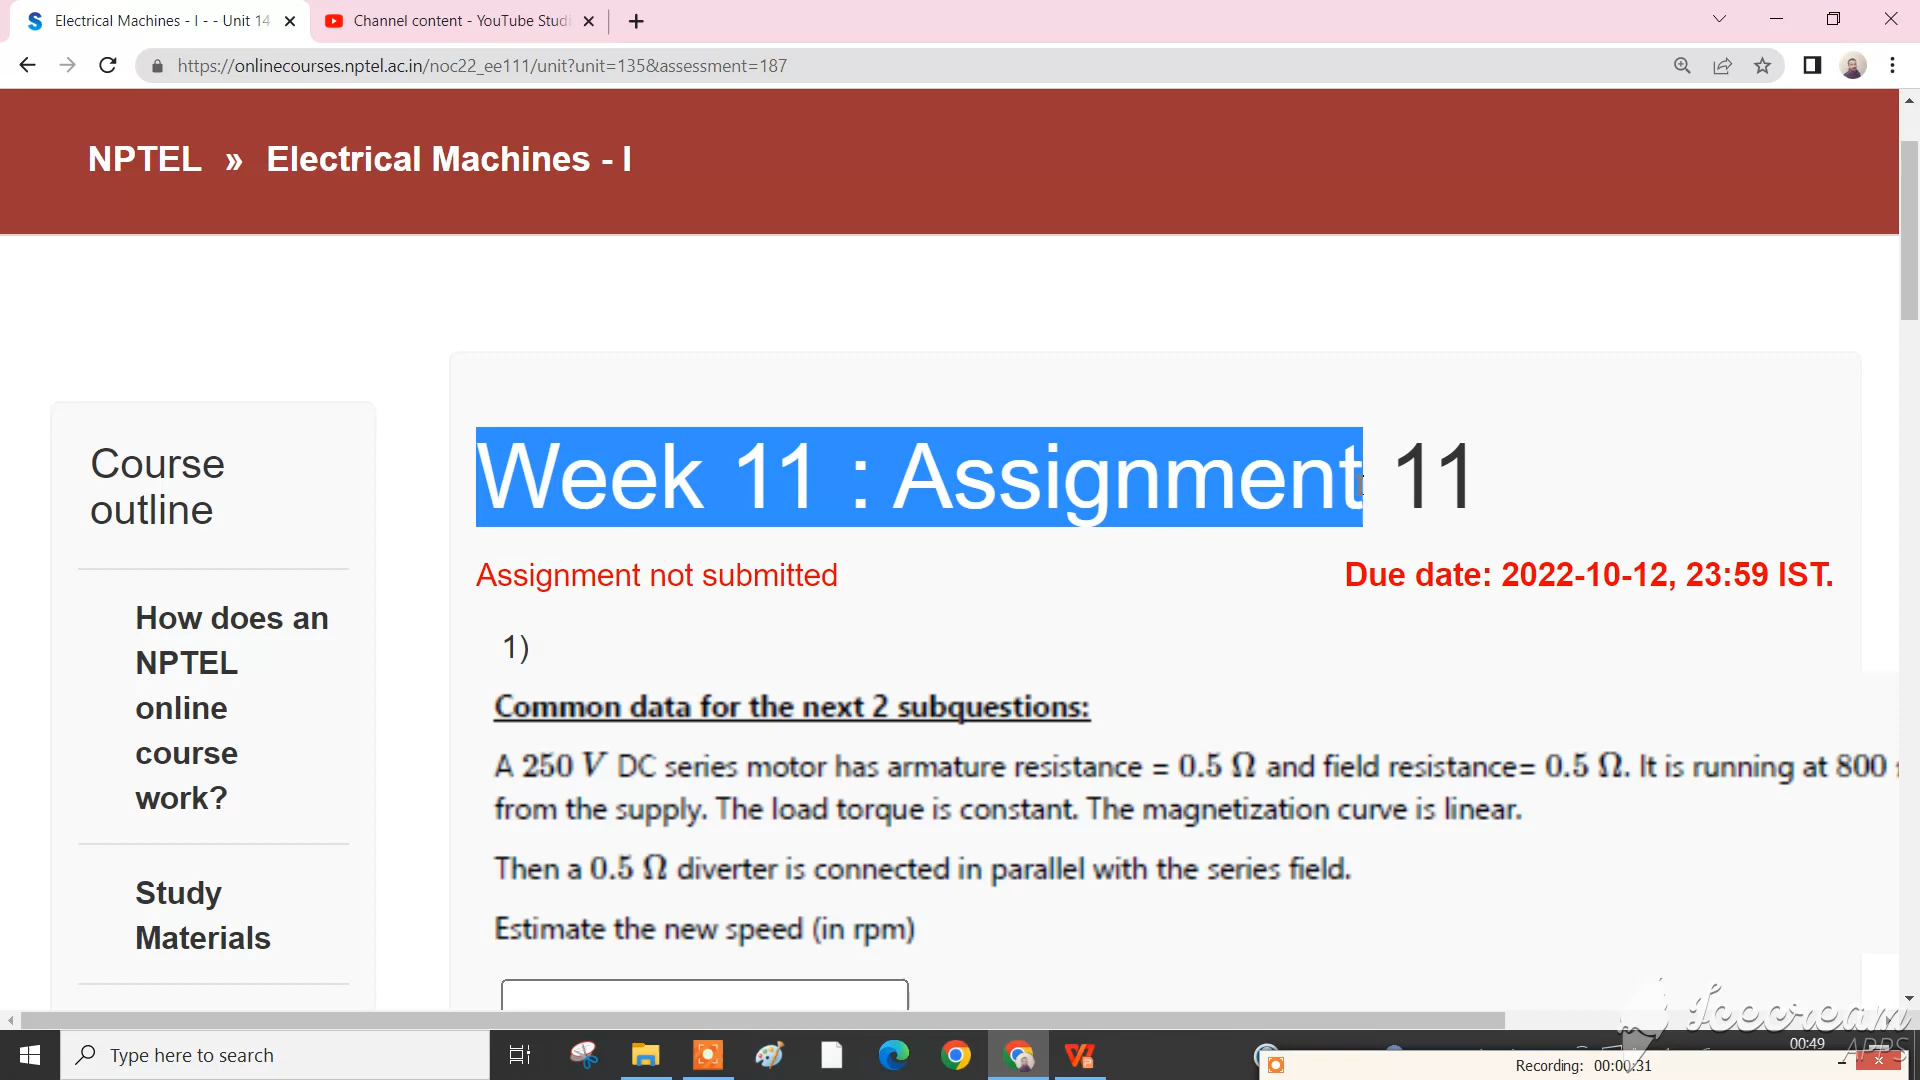 Electrical Machines - I - - Unit 14
Channel content - YouTube Studi
https://onlinecourses.nptel.ac.in/noc22_ee111/unit?unit=135&assessment=187
NPTEL » Electrical Machines - I
Course
outline
How does an
NPTEL
online
course
work?
Study
Materials
Week 11 : Assignment 11
Assignment not submitted
Due date: 2022-10-12, 23:59 IST.
1)
Common data for the next 2 subquestions:
A 250 V DC series motor has armature resistance = 0.5 Ω and field resistance= 0.5 Ω. It is running at 800
from the supply. The load torque is constant. The magnetization curve is linear.
Then a 0.5 Ω diverter is connected in parallel with the series field.
Estimate the new speed (in rpm)
Icecream
APPS
Type here to search
00:49
Recording: 00:00:31